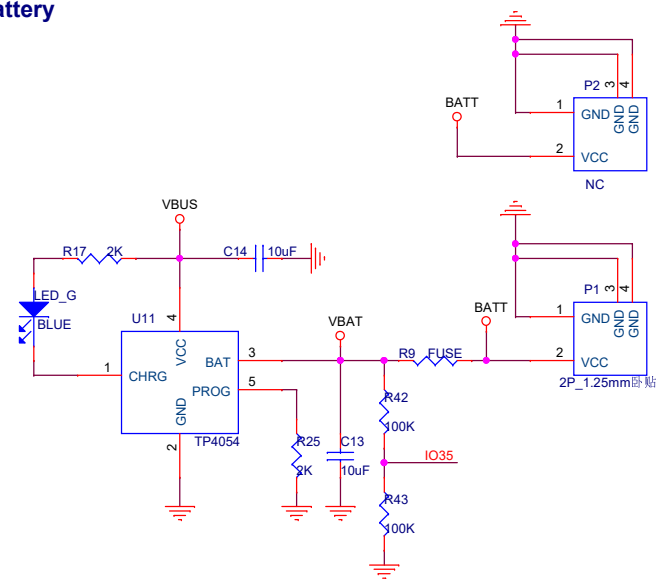 attery
P2
3
4
BATT
1
GND
GND
GND
2
VCC
NC
VBUS
R17
2K
C14
10uF
P1
3
4
LED_G
BLUE
U11
4
VBAT
BATT
1
GND
GND
GND
VCC
BAT
3
R9
FUSE
2
VCC
1
CHRG
PROG
5
2P_1.25mm卧贴
GND
R42
100K
2
TP4054
R25
2K
C13
10uF
IO35
R43
100K